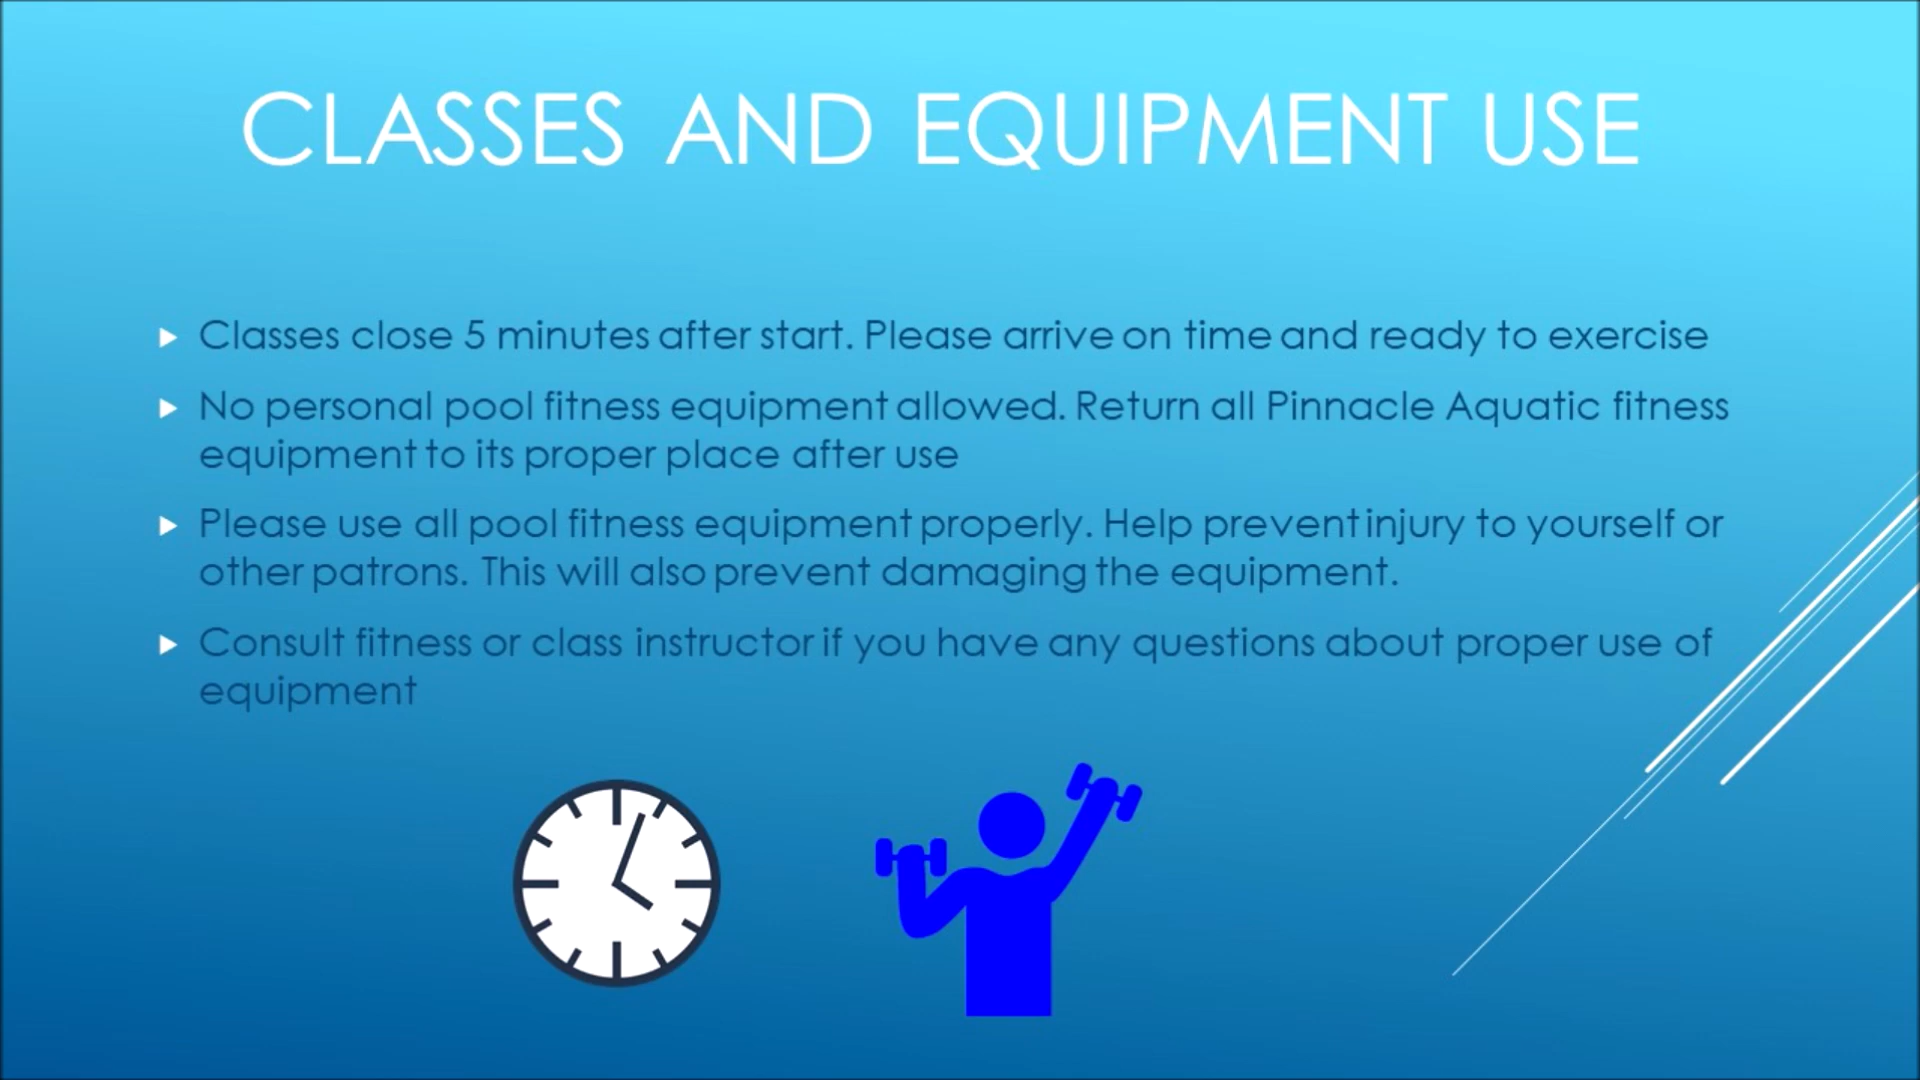 CLASSES AND EQUIPMENT USE
Classes close 5 minutes after start. Please arrive on time and ready to exercise
No personal pool fitness equipment allowed. Return all Pinnacle Aquatic fitness
equipment to its proper place after use
Please use all pool fitness equipment properly. Help prevent injury to yourself or
other patrons. This will also prevent damaging the equipment.
Consult fitness or class instructor if you have any questions about proper use of
equipment